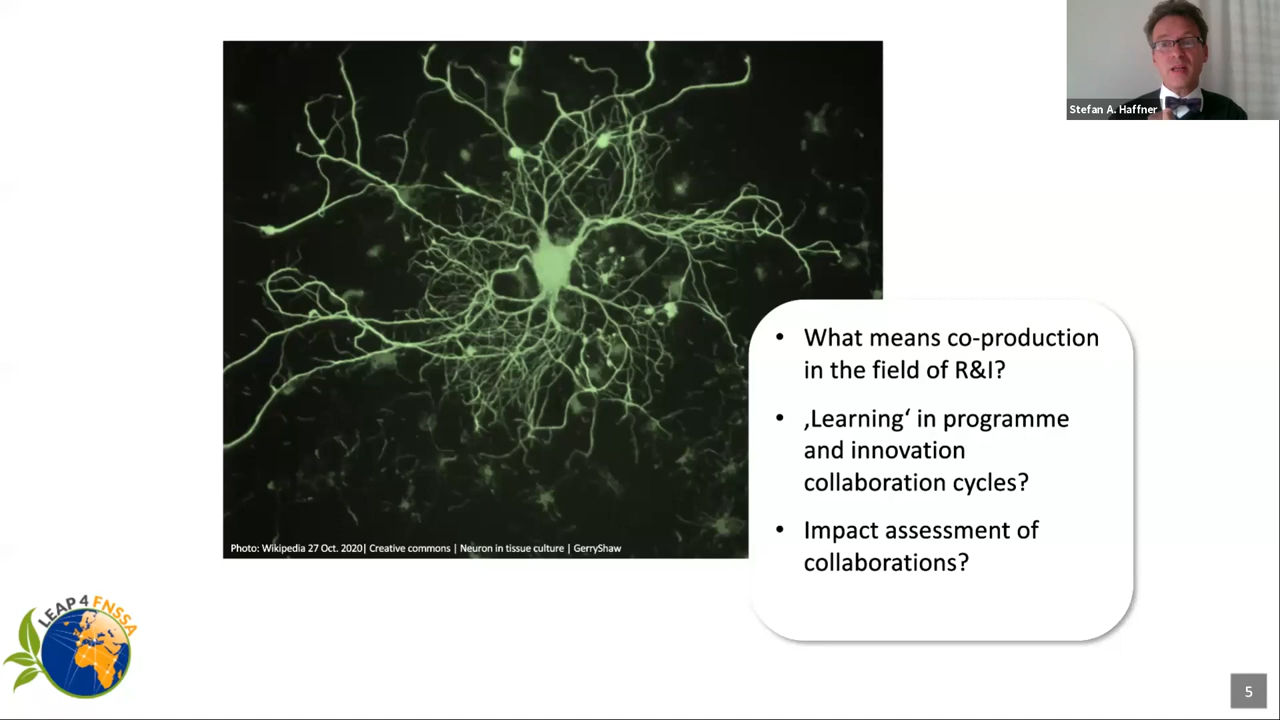 Stefan A. Haffner
• What means co-production
in the field of R&I?
• ‚Learning‘ in programme
and innovation
collaboration cycles?
• Impact assessment of
collaborations?
Photo: Wikipedia 27 Oct. 2020| Creative commons | Neuron in tissue culture | GerryShaw
LEAP4FNSSA
5